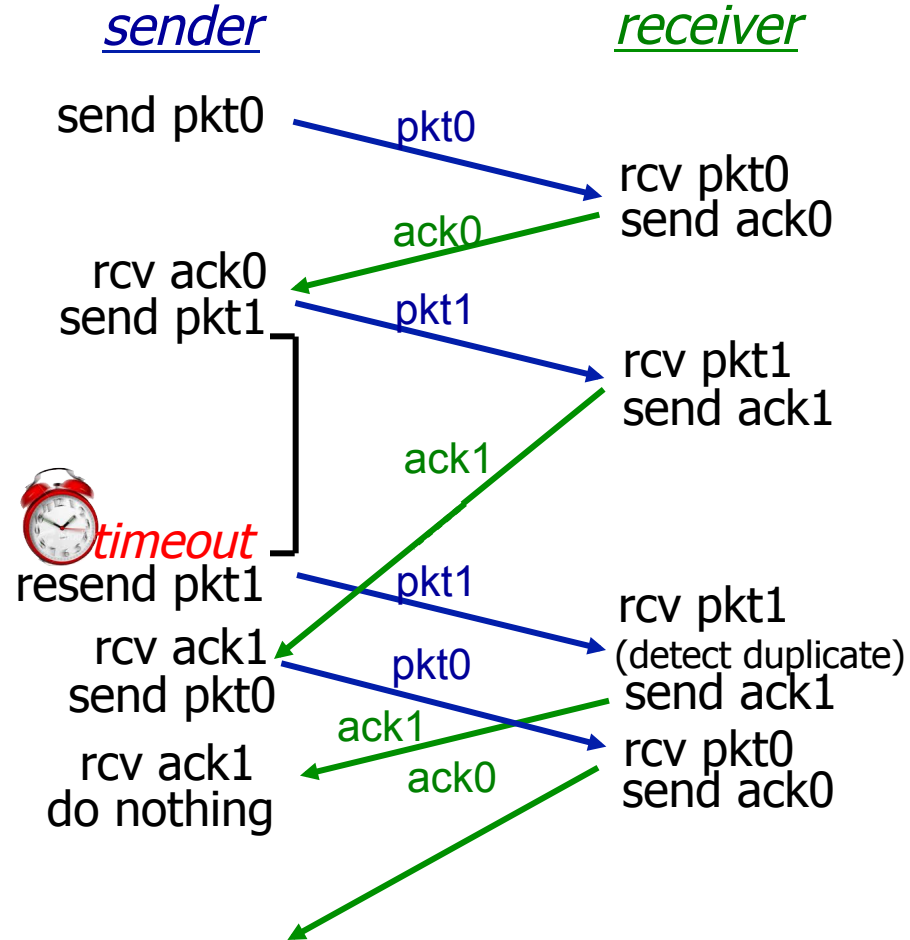 sender
receiver
send pkt0
pkt0
rcv pkt0
send ack0
ack0
rcv ack0
send pkt1
pkt1
rcv pkt1
send ack1
ack1
timeout
resend pkt1
pkt1
rcv pkt1
(detect duplicate)
send ack1
rcv ack1
send pkt0
pkt0
ack1
rcv ack1
do nothing
rcv pkt0
send ack0
ack0